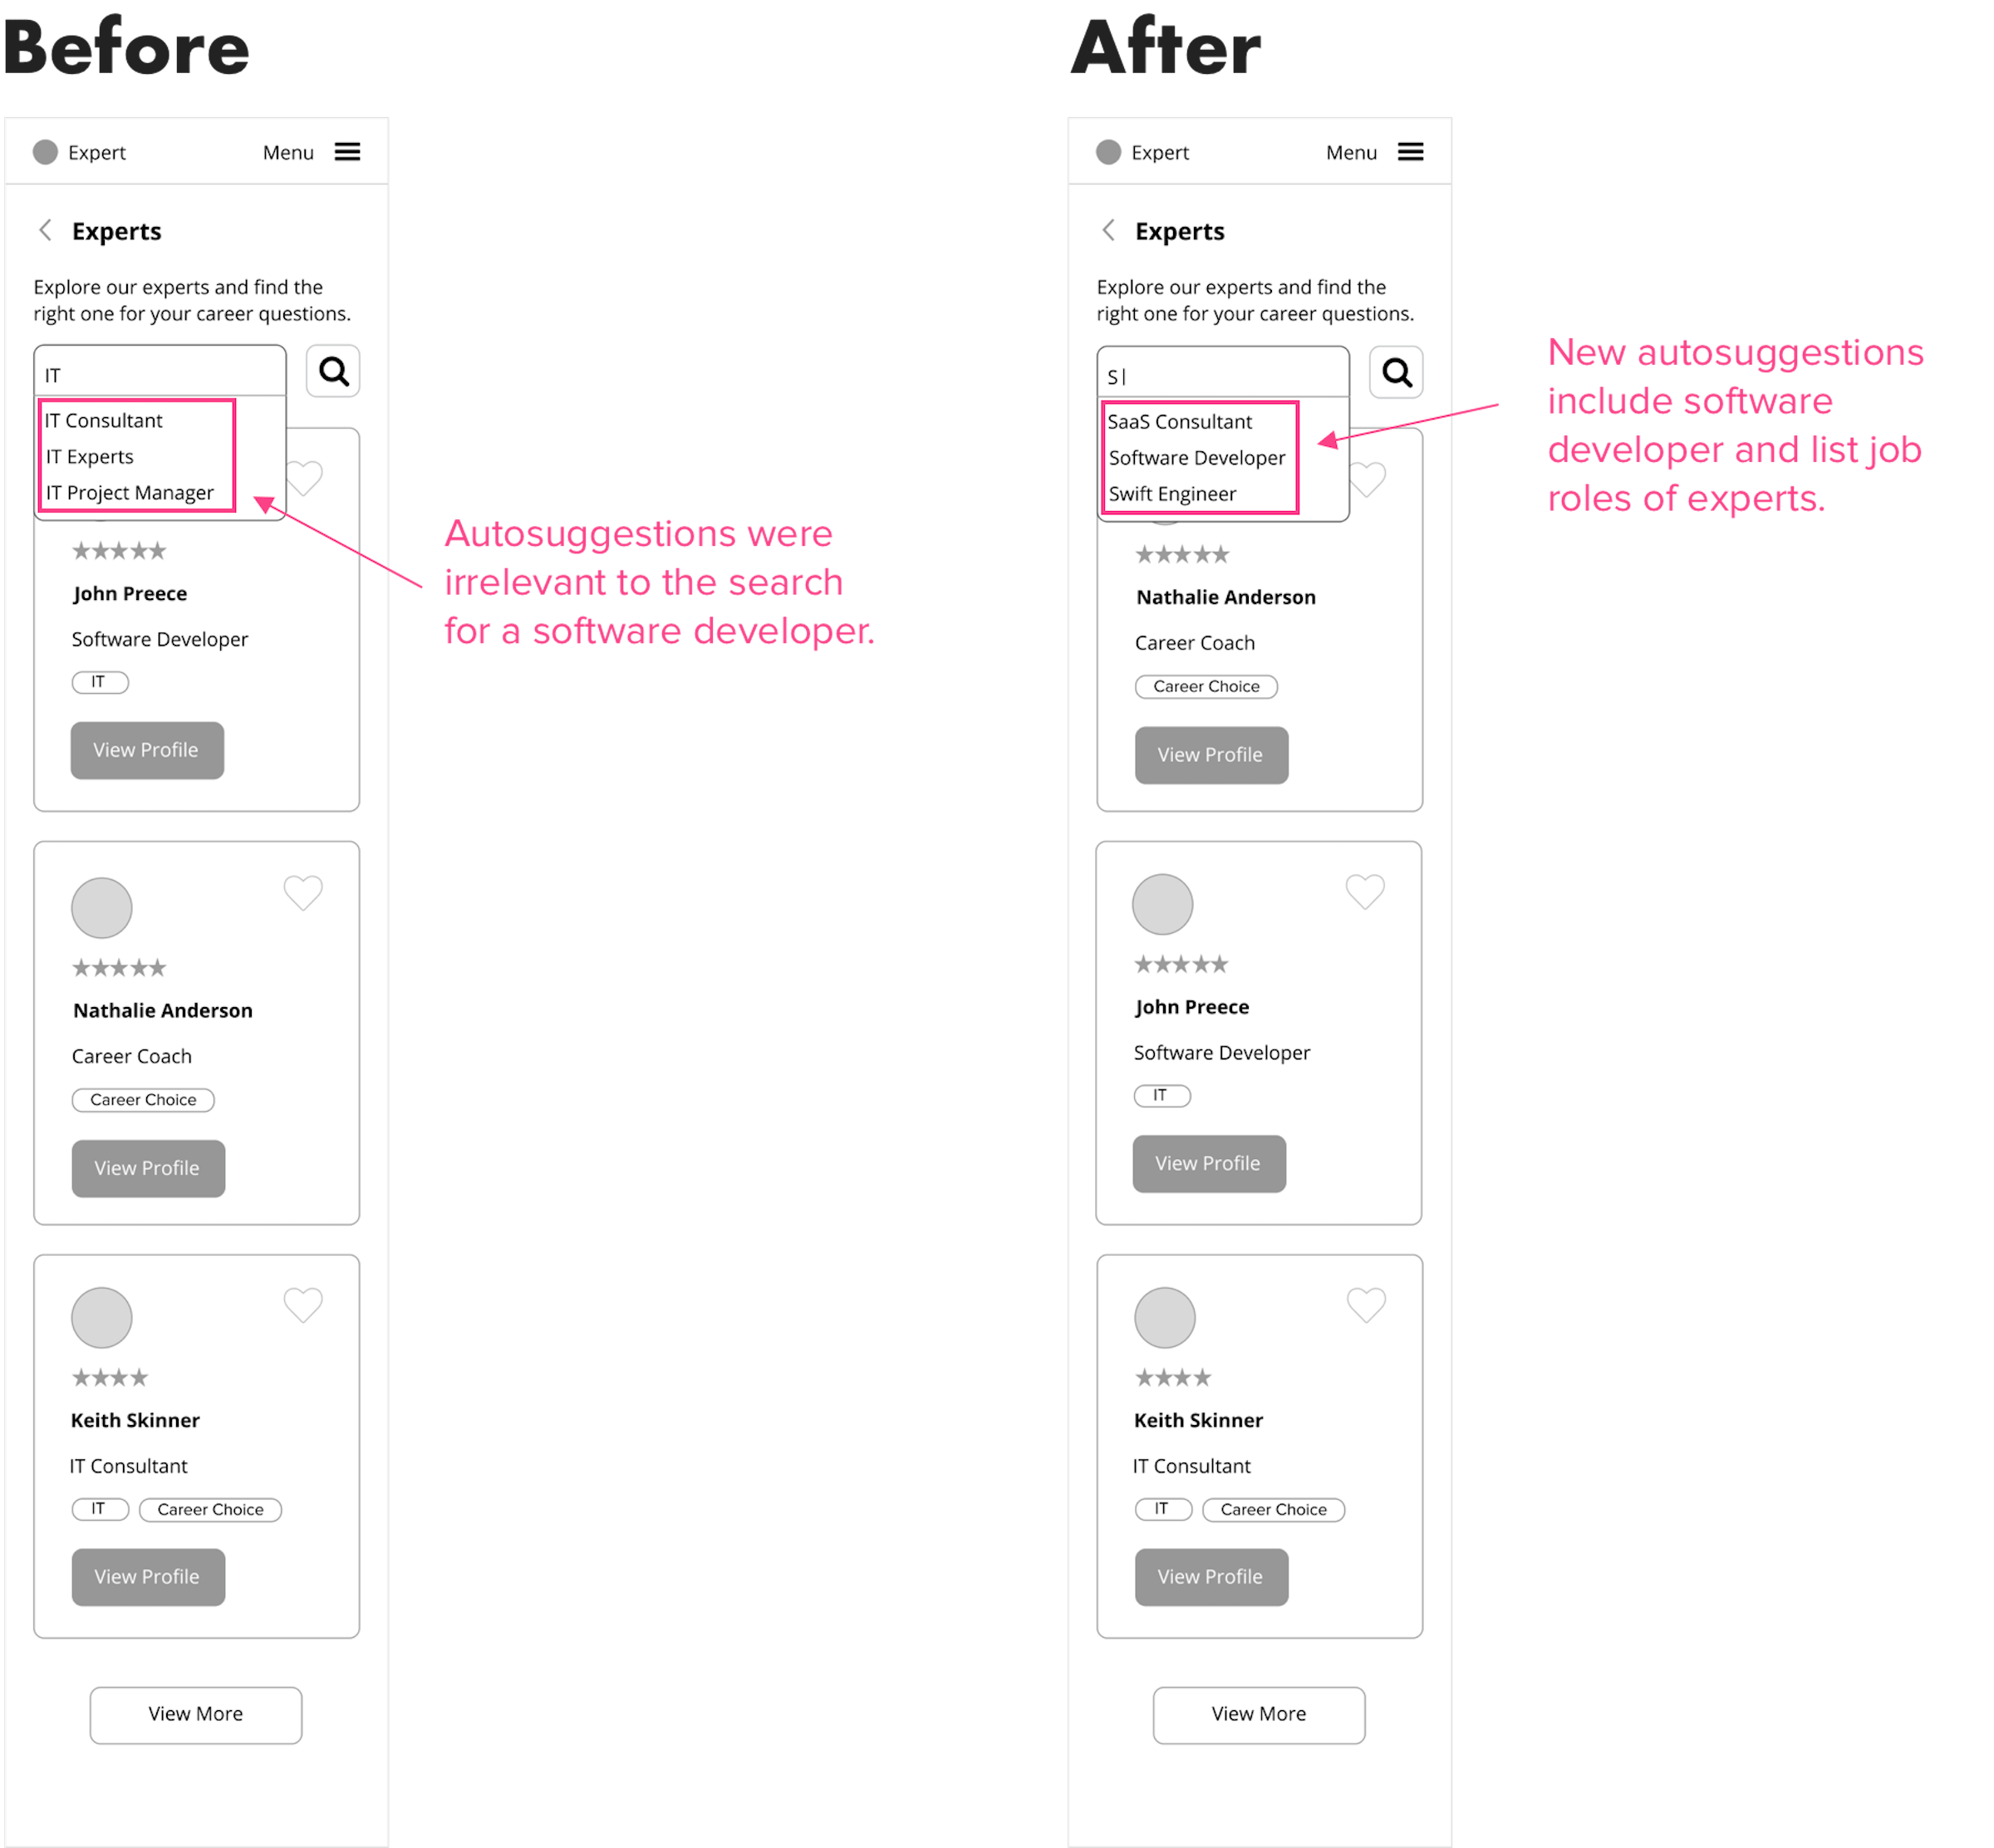 Before
Expert
Menu
Experts
Explore our experts and find the
right one for your career questions.
IT
IT Consultant
IT Experts
IT Project Manager
Autosuggestions were
irrelevant to the search
for a software developer.
John Preece
Software Developer
IT
View Profile
Nathalie Anderson
Career Coach
Career Choice
View Profile
Keith Skinner
IT Consultant
IT
Career Choice
View Profile
View More
After
Expert
Menu
Experts
Explore our experts and find the
right one for your career questions.
S
SaaS Consultant
Software Developer
Swift Engineer
New autosuggestions
include software
developer and list job
roles of experts.
Nathalie Anderson
Career Coach
Career Choice
View Profile
John Preece
Software Developer
IT
View Profile
Keith Skinner
IT Consultant
IT
Career Choice
View Profile
View More